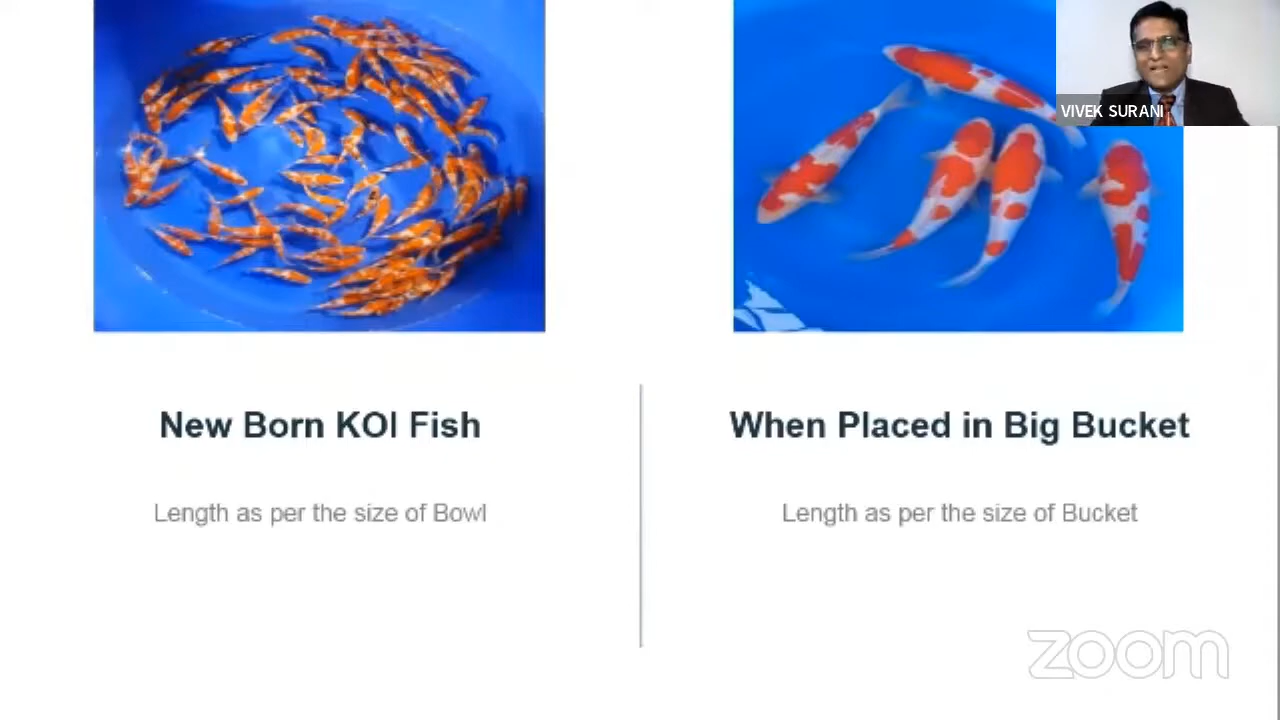 VIVEK SURANI
New Born KOI Fish
When Placed in Big Bucket
Length as per the size of Bowl
Length as per the size of Bucket
zoom